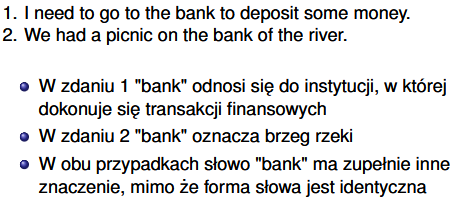 1. I need to go to the bank to deposit some money.
2. We had a picnic on the bank of the river.
W zdaniu 1 "bank" odnosi się do instytucji, w której
dokonuje się transakcji finansowych
W zdaniu 2 "bank" oznacza brzeg rzeki
W obu przypadkach słowo "bank" ma zupełnie inne
znaczenie, mimo że forma słowa jest identyczna